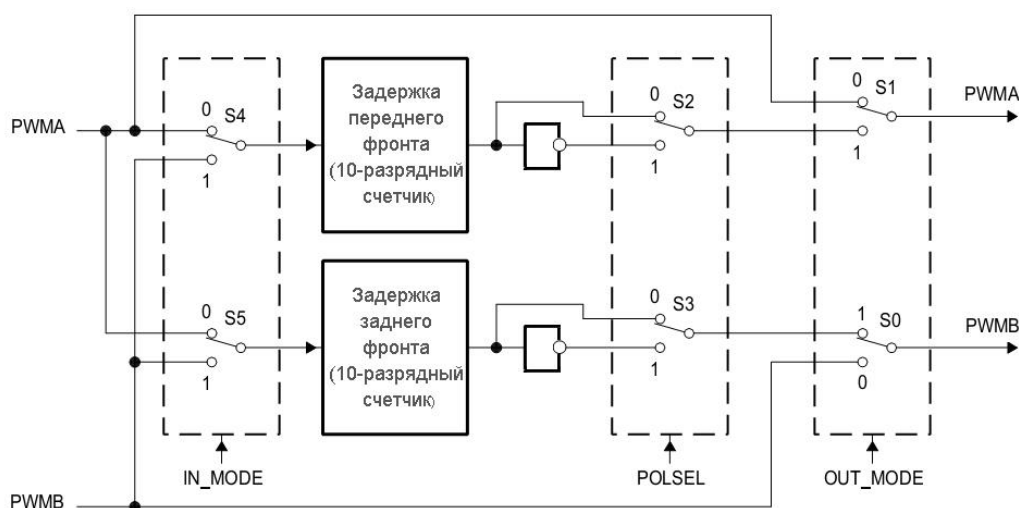 PWMA
0
S4
1
Задержка
переднего
фронта
(10-разрядный
счетчик)
0
S2
1
0
S1
1
PWMA
0
S5
1
Задержка
заднего
фронта
(10-разрядный
счетчик)
0
S3
1
1
S0
0
PWMB
IN_MODE
POLSEL
OUT_MODE
PWMB